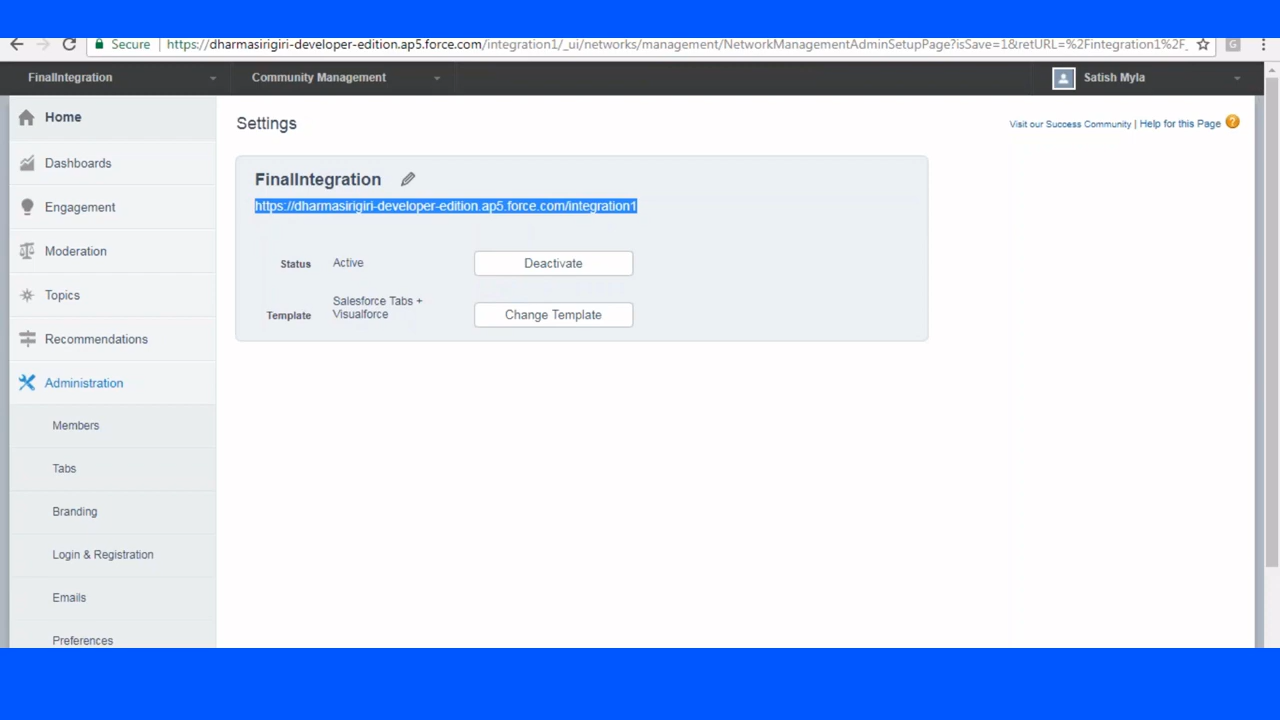 Secure https://dharmasirigiri-developer-edition.ap5.force.com/integration1/_ui/networks/management/NetworkManagementAdminSetupPage?isSave=1&retURL=%2Fintegration1%2F_
FinalIntegration Community Management Satish Myla
Home
Settings
Visit our Success Community | Help for this Page ?
Dashboards
FinalIntegration
Engagement
https://dharmasirigiri-developer-edition.ap5.force.com/integration1
Moderation
Status Active Deactivate
Topics
Template Salesforce Tabs +
Visualforce Change Template
Recommendations
Administration
Members
Tabs
Branding
Login & Registration
Emails
Preferences